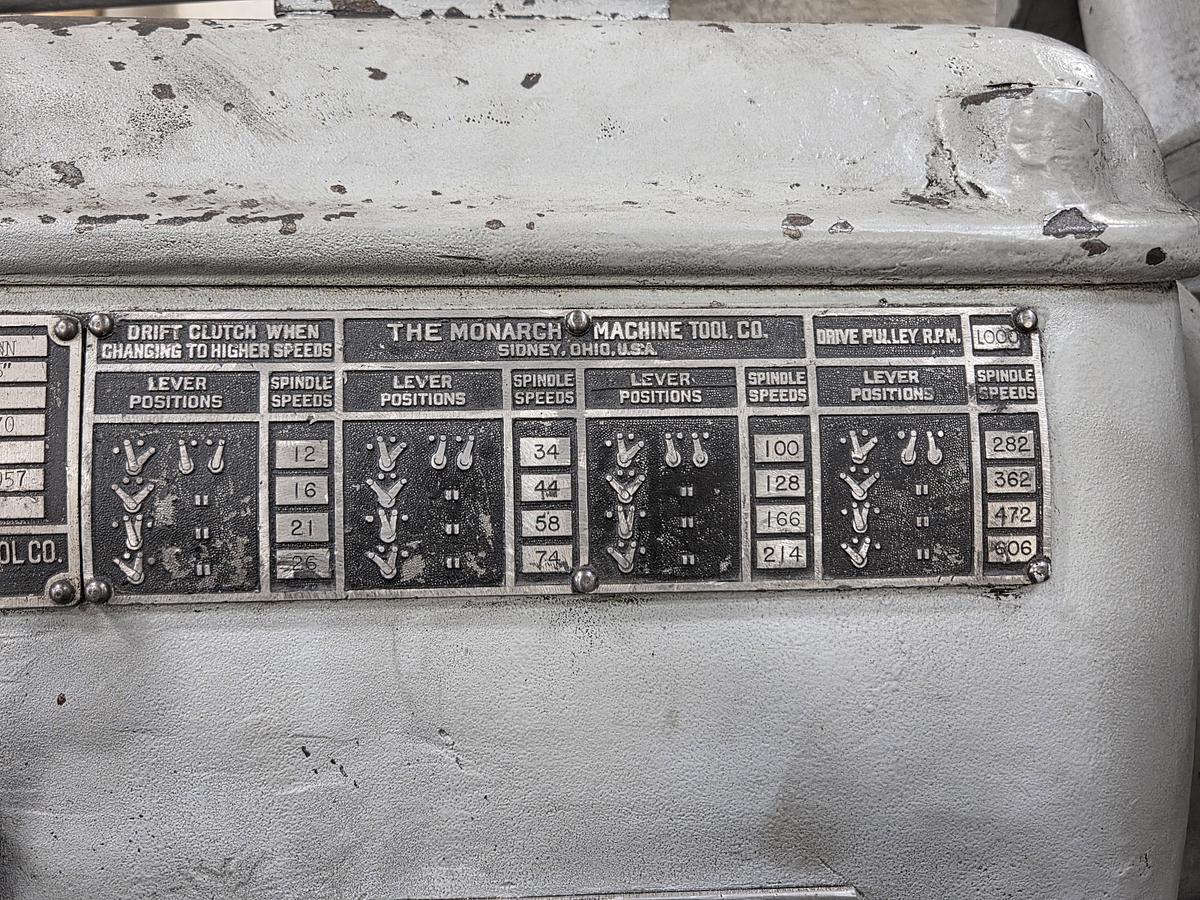 DRIFT CLUTCH WHEN
CHANGING TO HIGHER SPEEDS
THE MONARCH MACHINE TOOL CO.
SIDNEY, OHIO, U.S.A.
DRIVE PULLEY R.P.M. 1000
LEVER POSITIONS
SPINDLE SPEEDS
LEVER POSITIONS
SPINDLE SPEEDS
LEVER POSITIONS
SPINDLE SPEEDS
LEVER POSITIONS
SPINDLE SPEEDS
" 12 " 34 " 100 " 282
" 16 " 44 " 128 " 362
" 21 " 58 " 166 " 472
26 74 214 606
OL CO.